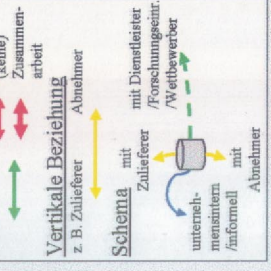 (keine)
Zusammen-
arbeit
Vertikale Beziehung
z. B. Zulieferer
Abnehmer
Schema
mit
Zulieferer
mit Dienstleister
/Forschungseinr.
/Wettbewerber
unterneh-
mensintern
/informell
mit
Abnehmer